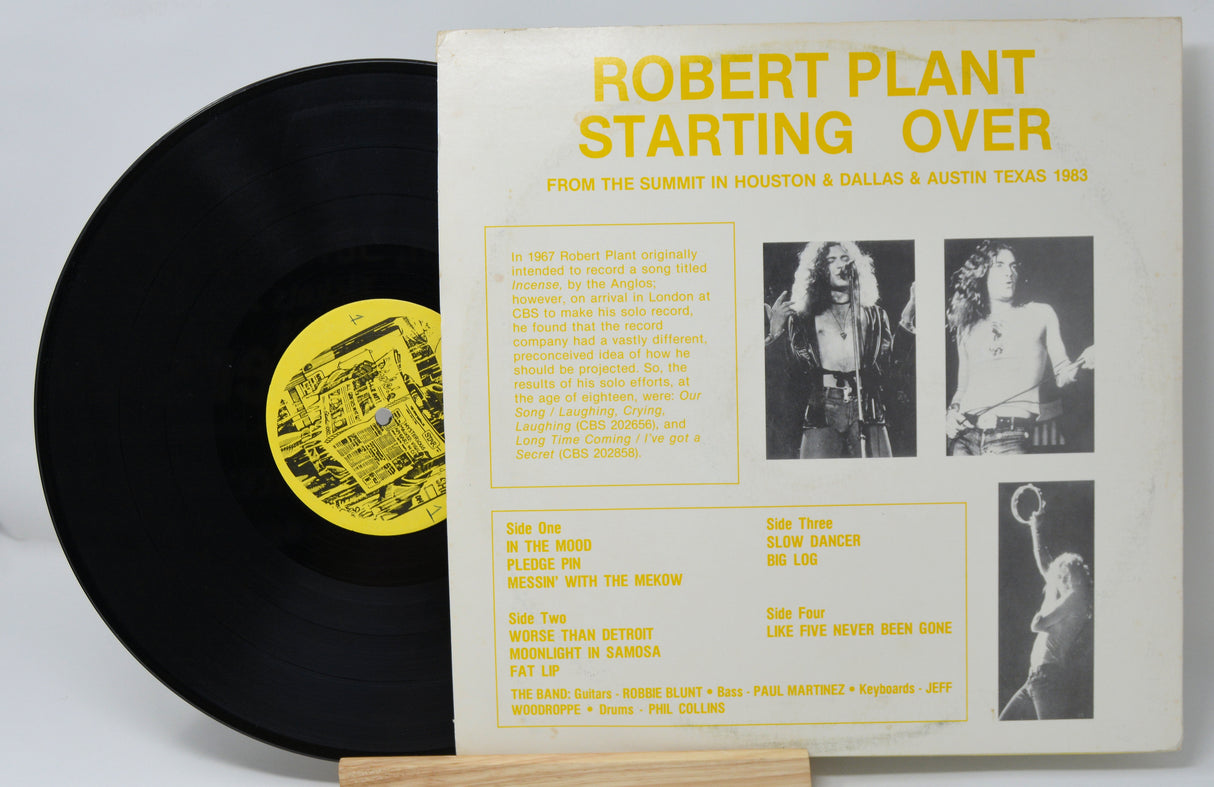 ROBERT PLANT
STARTING OVER
FROM THE SUMMIT IN HOUSTON & DALLAS & AUSTIN TEXAS 1983
In 1967 Robert Plant originally
intended to record a song titled
Incense, by the Anglos;
however, on arrival in London at
CBS to make his solo record,
he found that the record
company had a vastly different,
preconceived idea of how he
should be projected. So, the
results of his solo efforts, at
the age of eighteen, were: Our
Song / Laughing, Crying,
Laughing (CBS 202656), and
Long Time Coming / I've got a
Secret (CBS 202858).
Side One
IN THE MOOD
PLEDGE PIN
MESSIN' WITH THE MEKOW
Side Two
WORSE THAN DETROIT
MOONLIGHT IN SAMOSA
FAT LIP
Side Three
SLOW DANCER
BIG LOG
Side Four
LIKE FIVE NEVER BEEN GONE
THE BAND: Guitars - ROBBIE BLUNT • Bass - PAUL MARTINEZ • Keyboards - JEFF
WOODROPPE • Drums - PHIL COLLINS